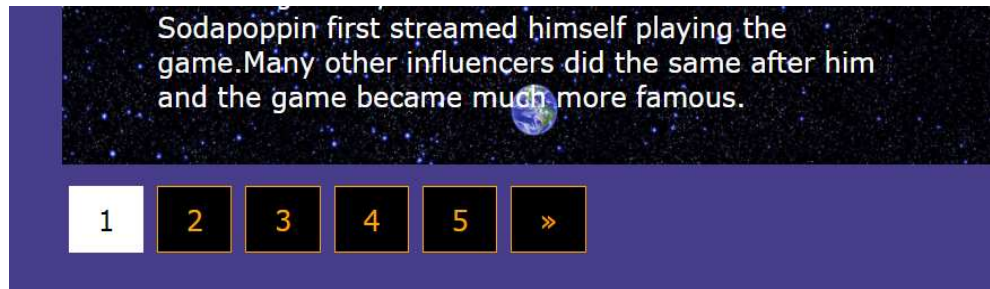 Sodapoppin first streamed himself playing the
game.Many other influencers did the same after him
and the game became much more famous.
1 2 3 4 5 »